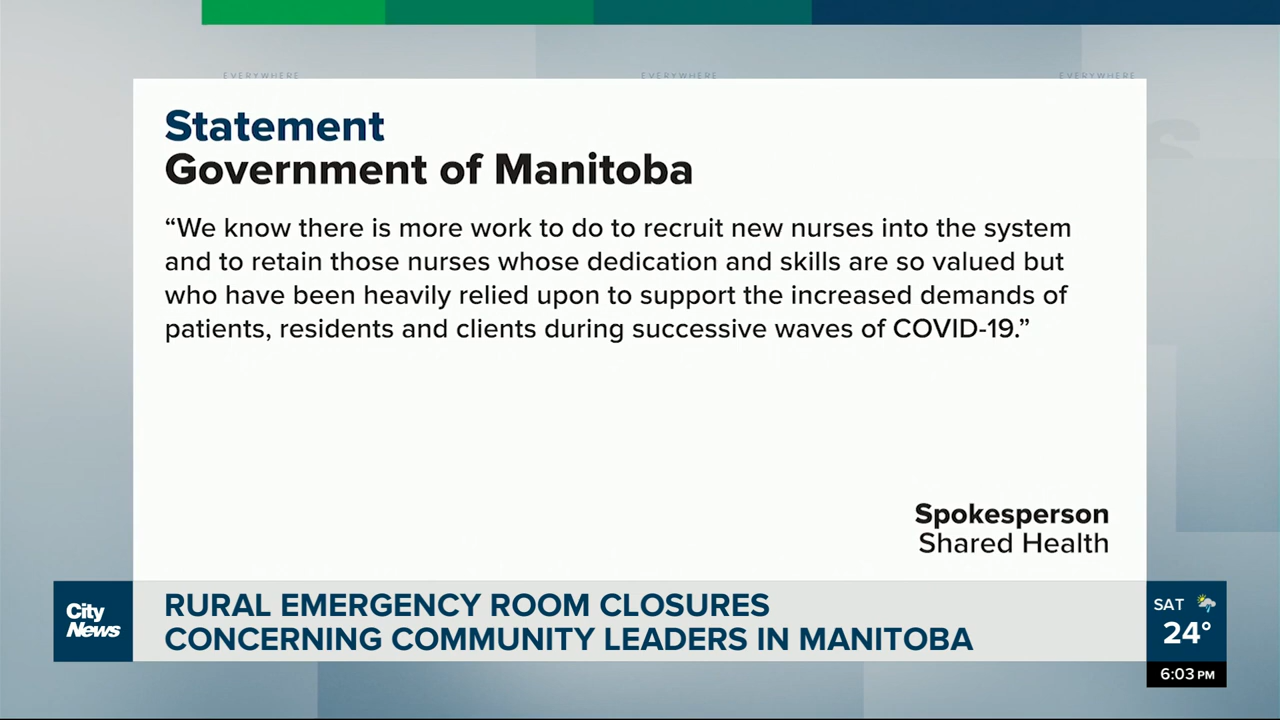 EVERYWHERE EVERYWHERE EVERYWHERE
Statement
Government of Manitoba
“We know there is more work to do to recruit new nurses into the system
and to retain those nurses whose dedication and skills are so valued but
who have been heavily relied upon to support the increased demands of
patients, residents and clients during successive waves of COVID-19.”
Spokesperson
Shared Health
City
News
RURAL EMERGENCY ROOM CLOSURES
CONCERNING COMMUNITY LEADERS IN MANITOBA
SAT
24°
6:03 PM